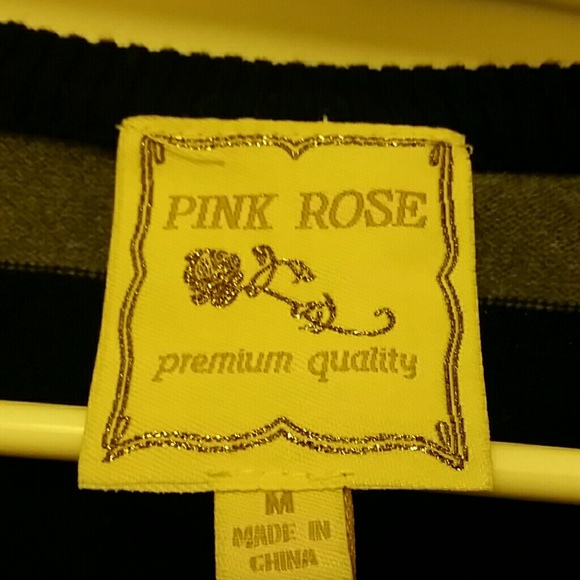 PINK ROSE
premium quality
M
MADE IN
CHINA